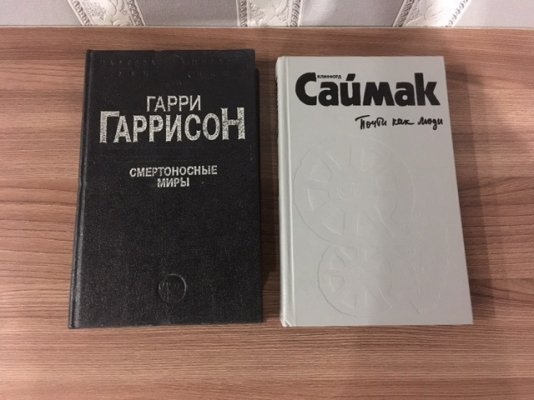 ГАРРИ
ГАРРИСОН
СМЕРТОНОСНЫЕ
МИРЫ
Клиффорд
Саймак
Почти как люди